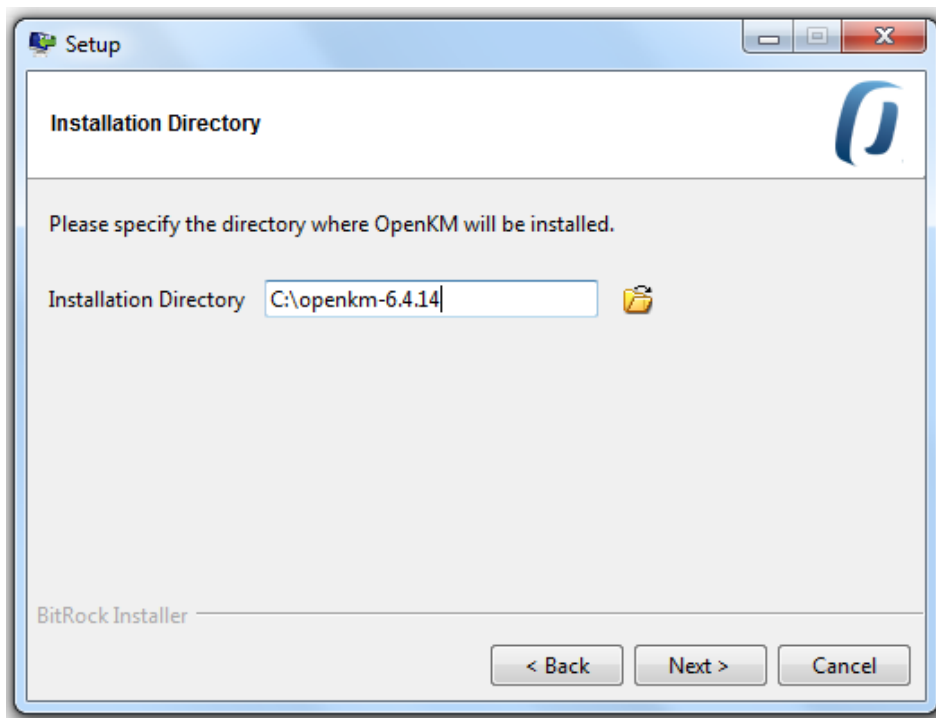 Setup
Installation Directory
Please specify the directory where OpenKM will be installed.
Installation Directory C:\openkm-6.4.14
BitRock Installer
< Back Next > Cancel